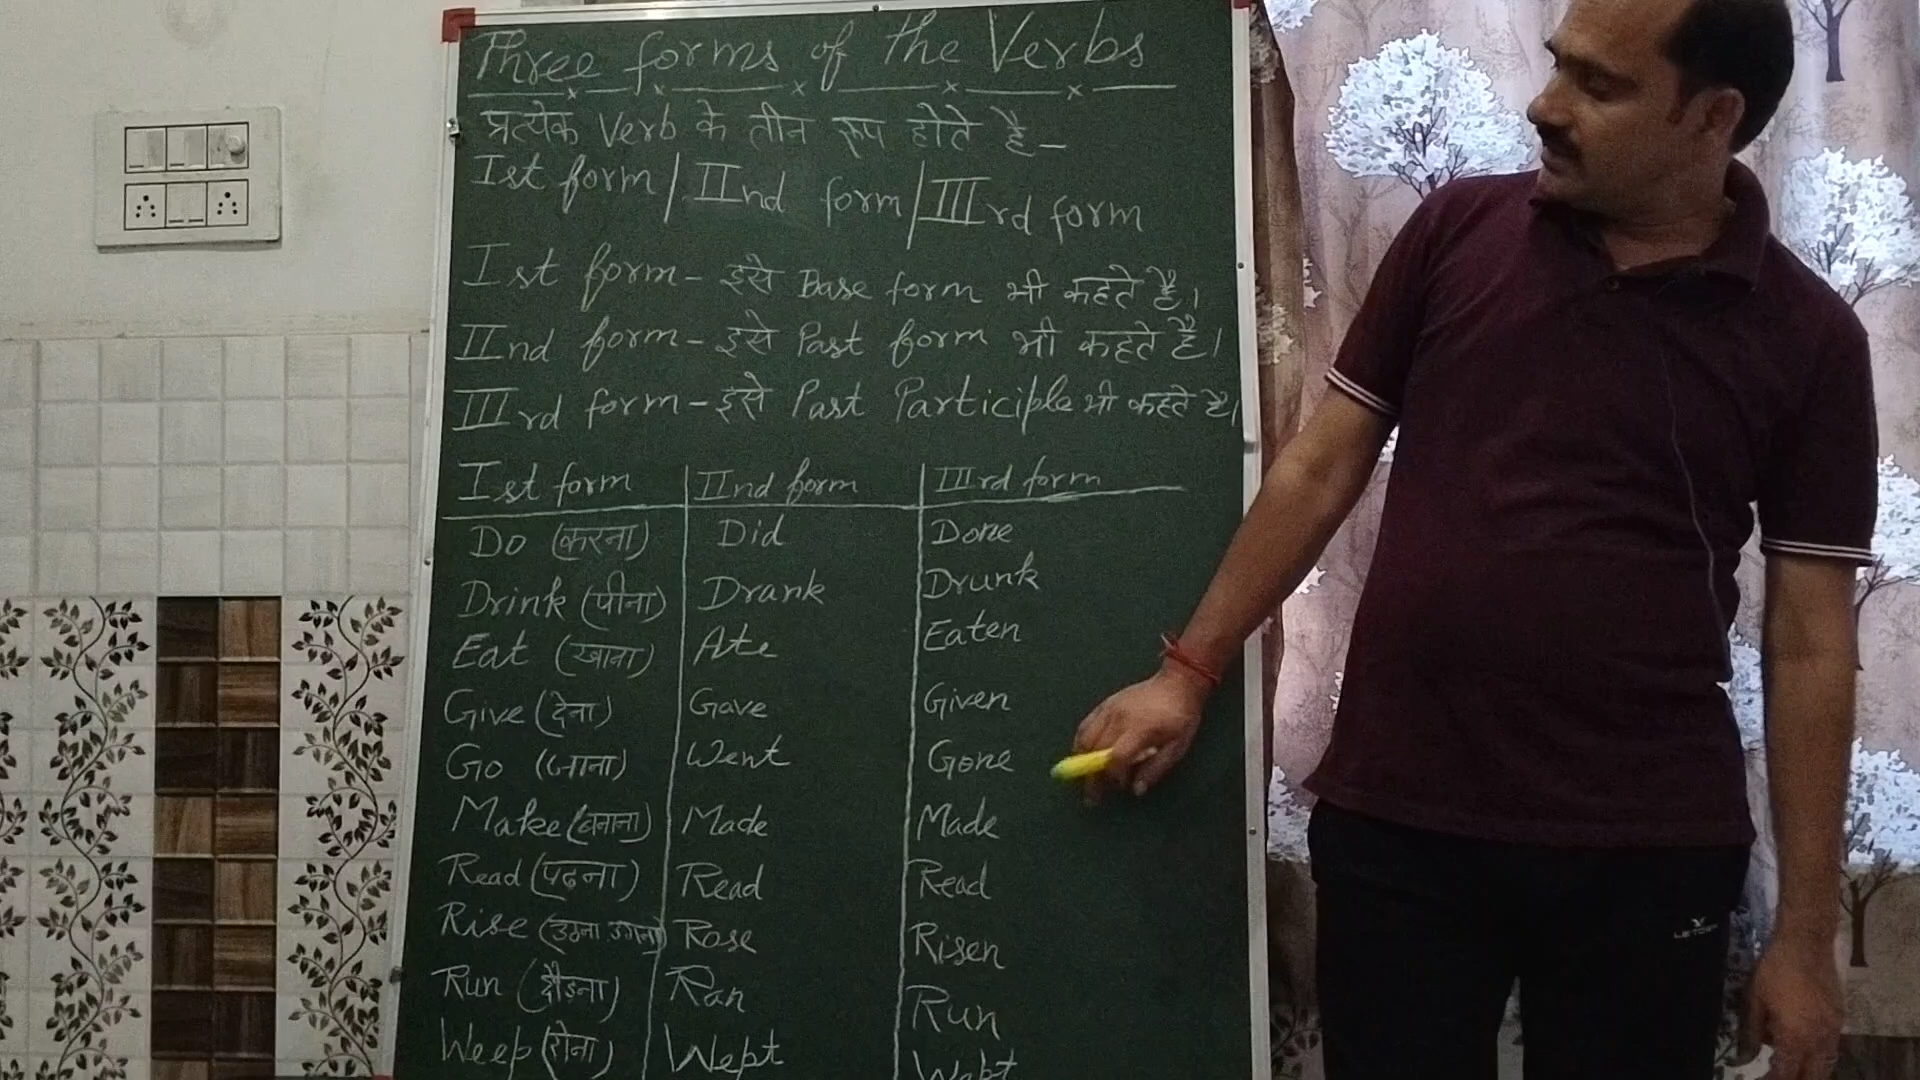 Three forms of the Verbs
प्रत्येक Verb के तीन रूप होते है-
Ist form | IInd form | IIIrd form
Ist form - इसे Base form भी कहते है।
IInd form - इसे Past form भी कहते है।
IIIrd form - इसे Past Participle भी कहते है।
Ist form IInd form IIIrd form
Do (करना) Did Done
Drink (पीना) Drank Drunk
Eat (खाना) Ate Eaten
Give (देना) Gave Given
Go (जाना) Went Gone
Make (बनाना) Made Made
Read (पढना) Read Read
Rise (उठना उगना) Rose Risen
Run (दौड़ना) Ran Run
Weep (रोना) Wept Wept